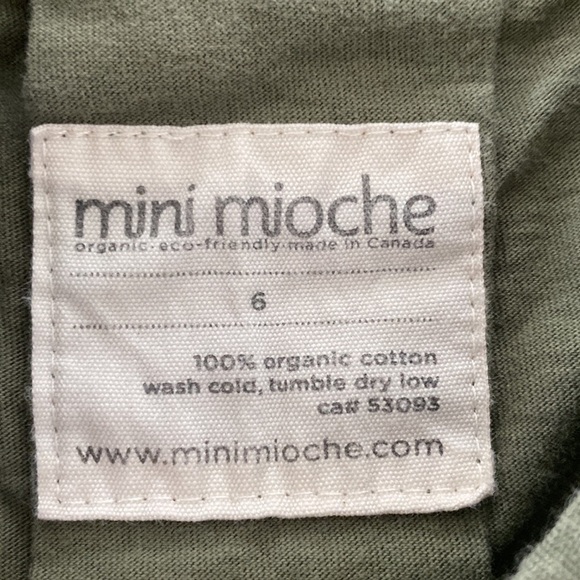 mini mioche
organic·eco-friendly·made in Canada
6
100% organic cotton
wash cold, tumble dry low
ca# 53093
www.minimioche.com